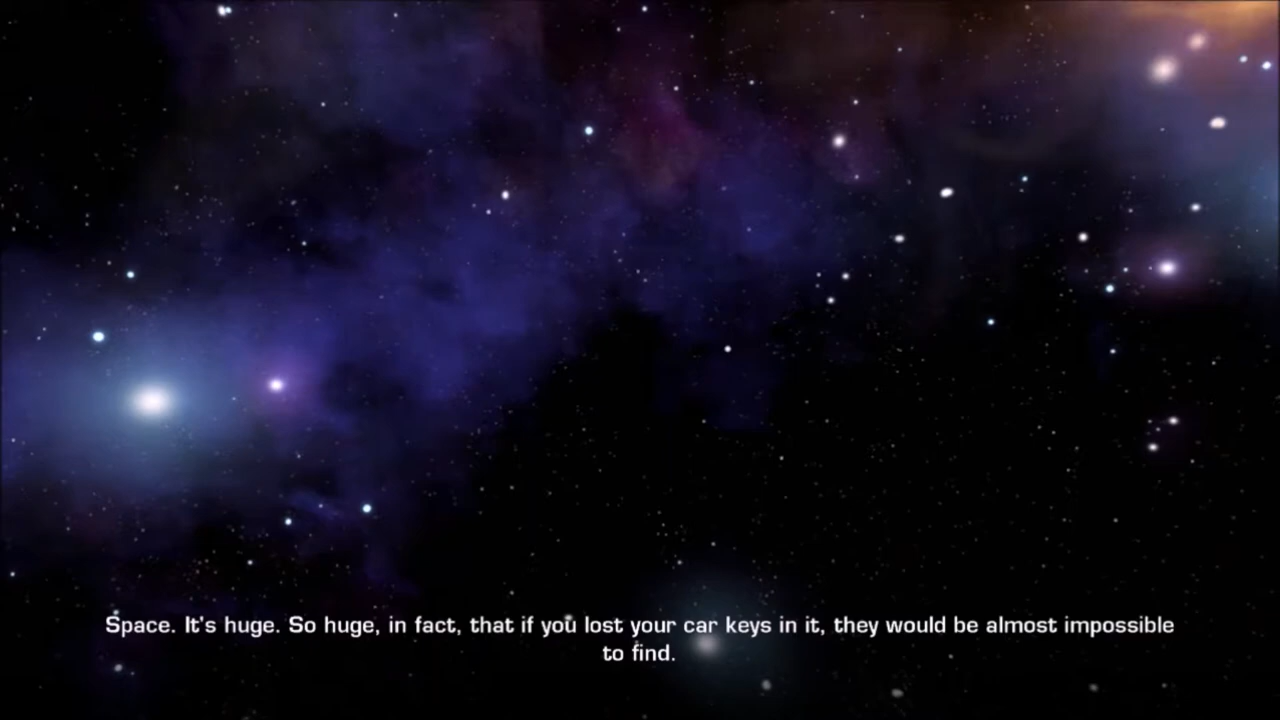 Space. It's huge. So huge, in fact, that if you lost your car keys in it, they would be almost impossible
to find.